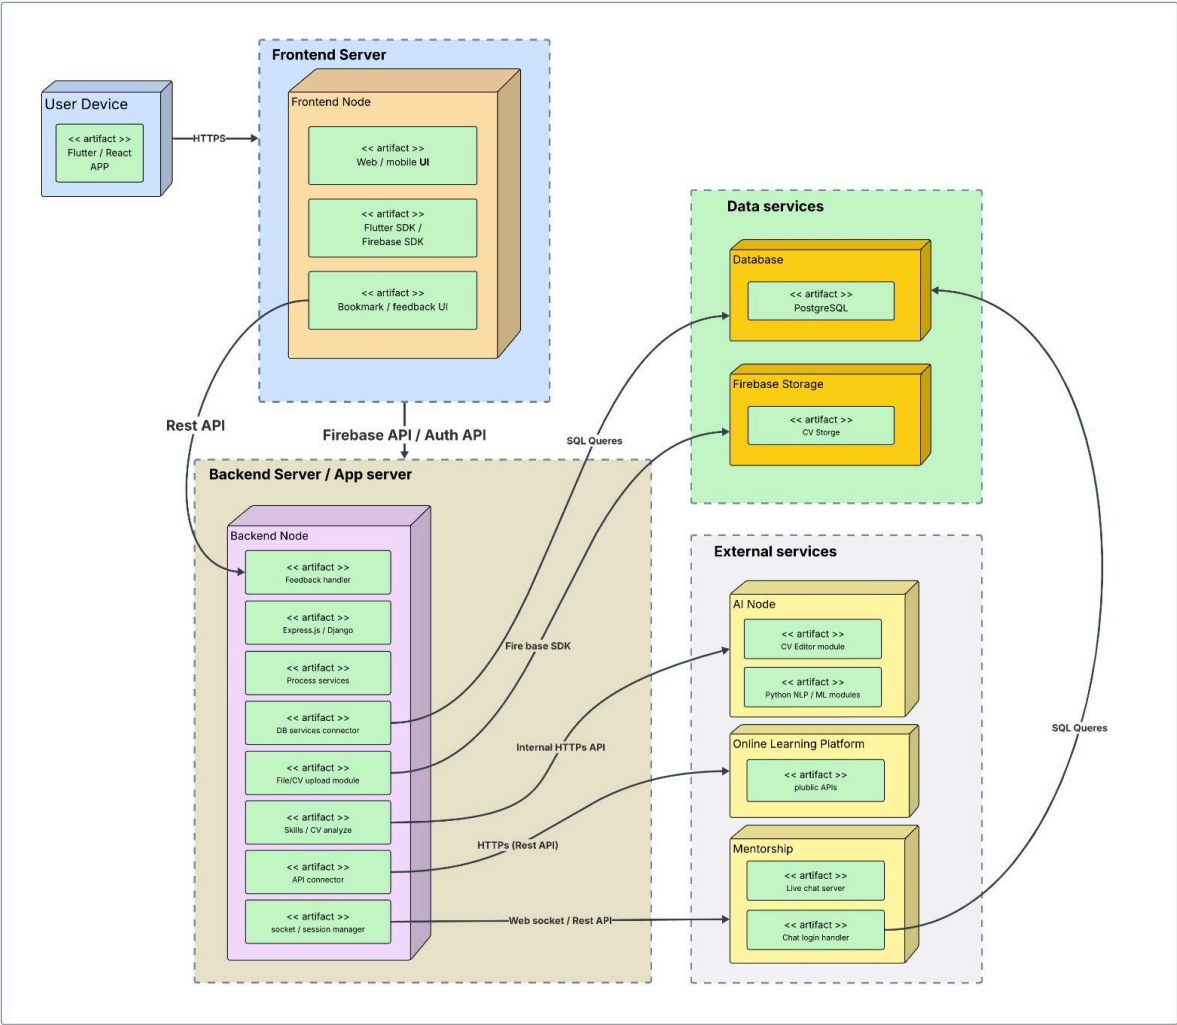 Frontend Server
Frontend Node
<< artifact >>
Web / mobile UI
<< artifact >>
Flutter SDK /
Firebase SDK
<< artifact >>
Bookmark / feedback UI
User Device
<< artifact >>
Flutter / React
APP
HTTPS
Rest API
Firebase API / Auth API
Backend Server / App server
Backend Node
<< artifact >>
Feedback handler
<< artifact >>
Express.js / Django
<< artifact >>
Process services
<< artifact >>
DB services connector
<< artifact >>
File/CV upload module
<< artifact >>
Skills / CV analyze
<< artifact >>
API connector
<< artifact >>
socket / session manager
SQL Queres
Fire base SDK
Internal HTTPs API
HTTPs (Rest API)
Web socket / Rest API
Data services
Database
<< artifact >>
PostgreSQL
Firebase Storage
<< artifact >>
CV Storge
External services
AI Node
<< artifact >>
CV Editor module
<< artifact >>
Python NLP / ML modules
Online Learning Platform
<< artifact >>
plublic APIs
Mentorship
<< artifact >>
Live chat server
<< artifact >>
Chat login handler
SQL Queres